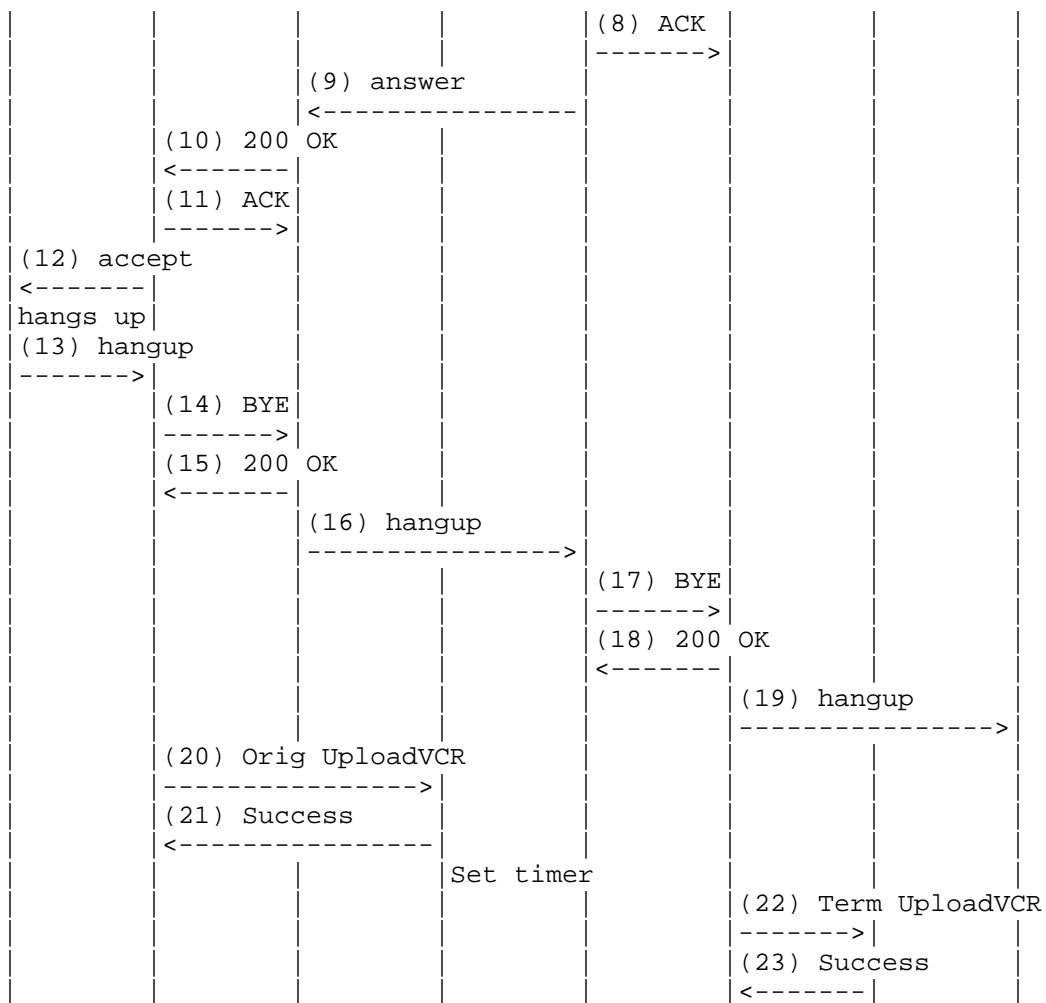 (8) ACK
------->
(9) answer
<----------------
(10) 200 OK
<-------
(11) ACK
------->
(12) accept
<-------
hangs up
(13) hangup
------->
(14) BYE
------->
(15) 200 OK
<-------
(16) hangup
---------------->
(17) BYE
------->
(18) 200 OK
<-------
(19) hangup
---------------->
(20) Orig UploadVCR
---------------->
(21) Success
<----------------
Set timer
(22) Term UploadVCR
------->
(23) Success
<-------